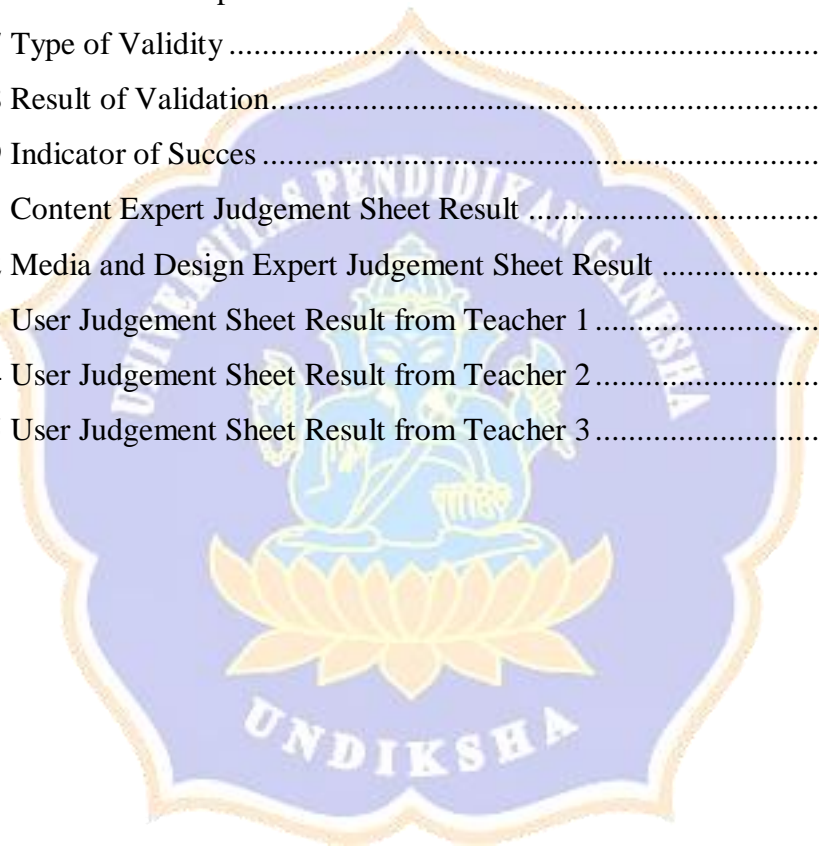 Type of Validity
Result of Validation
Indicator of Succes
Content Expert Judgement Sheet Result
Media and Design Expert Judgement Sheet Result
User Judgement Sheet Result from Teacher 1
User Judgement Sheet Result from Teacher 2
User Judgement Sheet Result from Teacher 3
UNIVERSITAS PENDIDIKAN GANESHA
UNDIKSHA